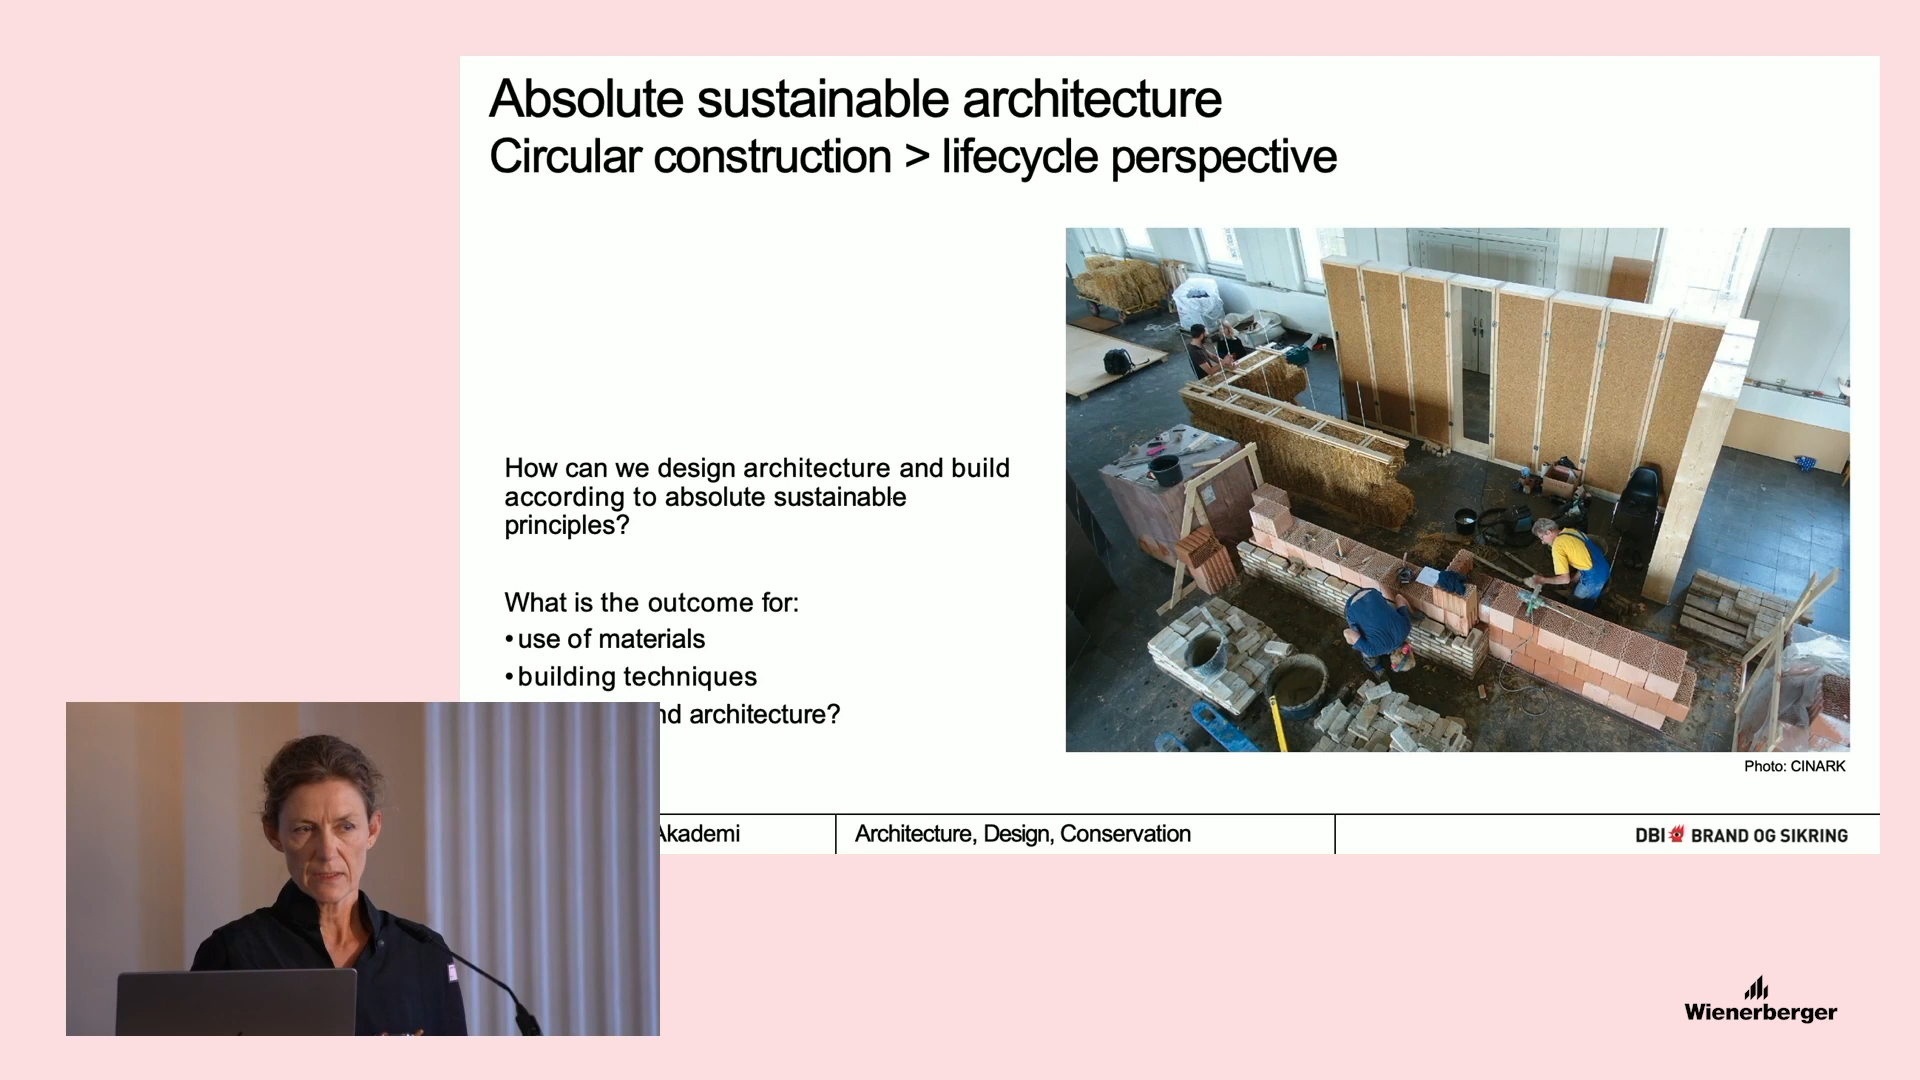 Absolute sustainable architecture
Circular construction > lifecycle perspective
How can we design architecture and build
according to absolute sustainable
principles?
What is the outcome for:
• use of materials
• building techniques
architecture?
Photo: CINARK
Akademi
Architecture, Design, Conservation
DBI BRAND OG SIKRING
Wienerberger